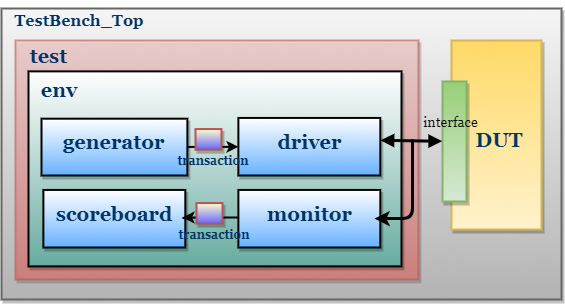 TestBench_Top
test
env
generator
driver
transaction
interface
DUT
scoreboard
monitor
transaction